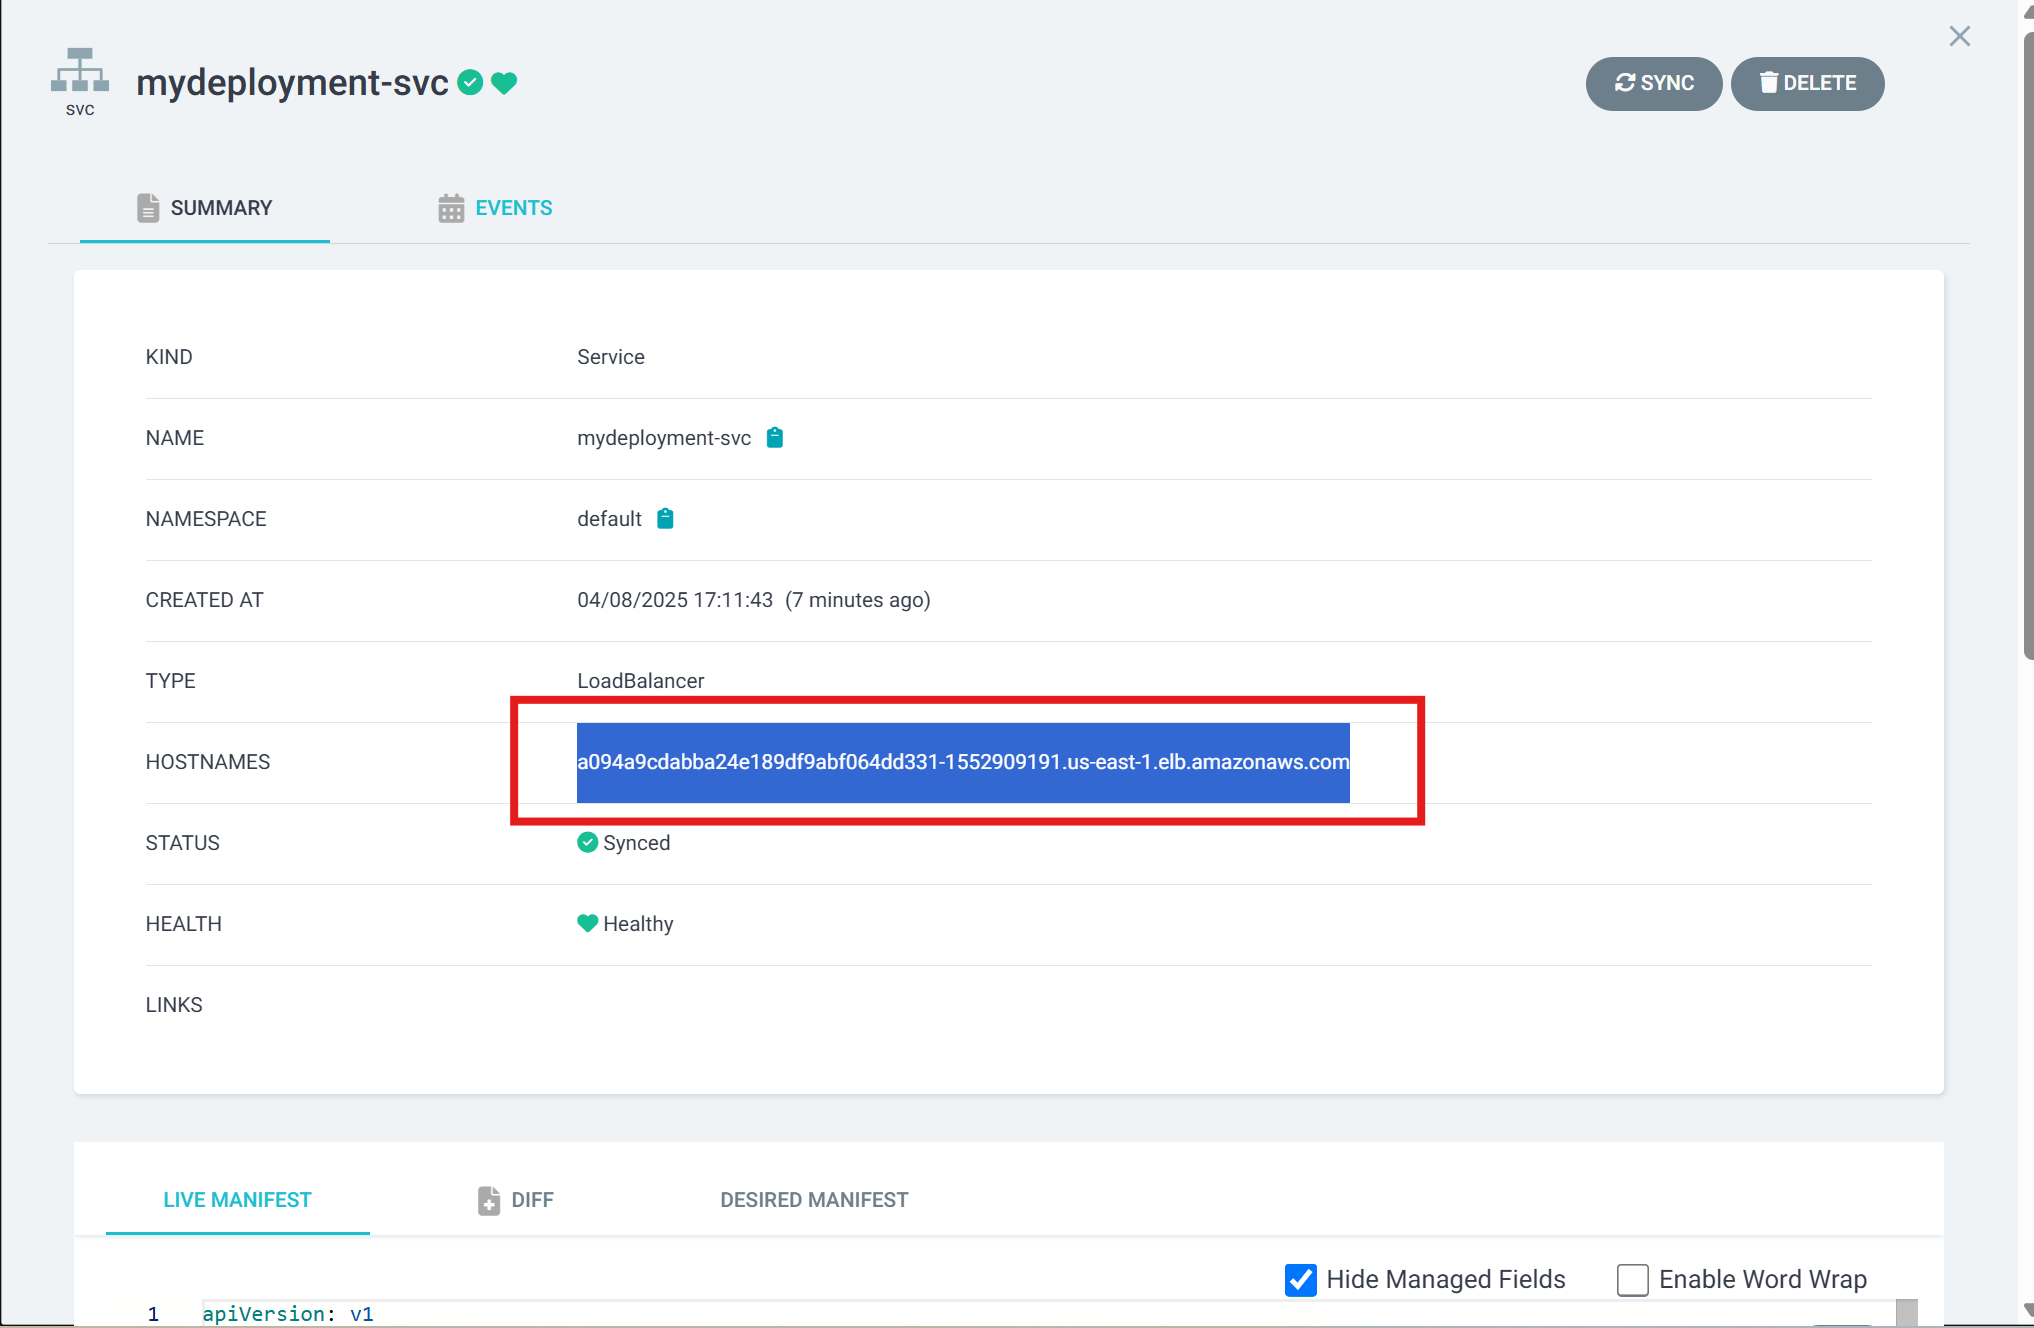 SVC
mydeployment-svc
SYNC
DELETE
SUMMARY
EVENTS
KIND
Service
NAME
mydeployment-svc
NAMESPACE
default
CREATED AT
04/08/2025 17:11:43 (7 minutes ago)
TYPE
LoadBalancer
HOSTNAMES
a094a9cdabba24e189df9abf064dd331-1552909191.us-east-1.elb.amazonaws.com
STATUS
Synced
HEALTH
Healthy
LINKS
LIVE MANIFEST
DIFF
DESIRED MANIFEST
Hide Managed Fields
Enable Word Wrap
1 apiVersion: v1